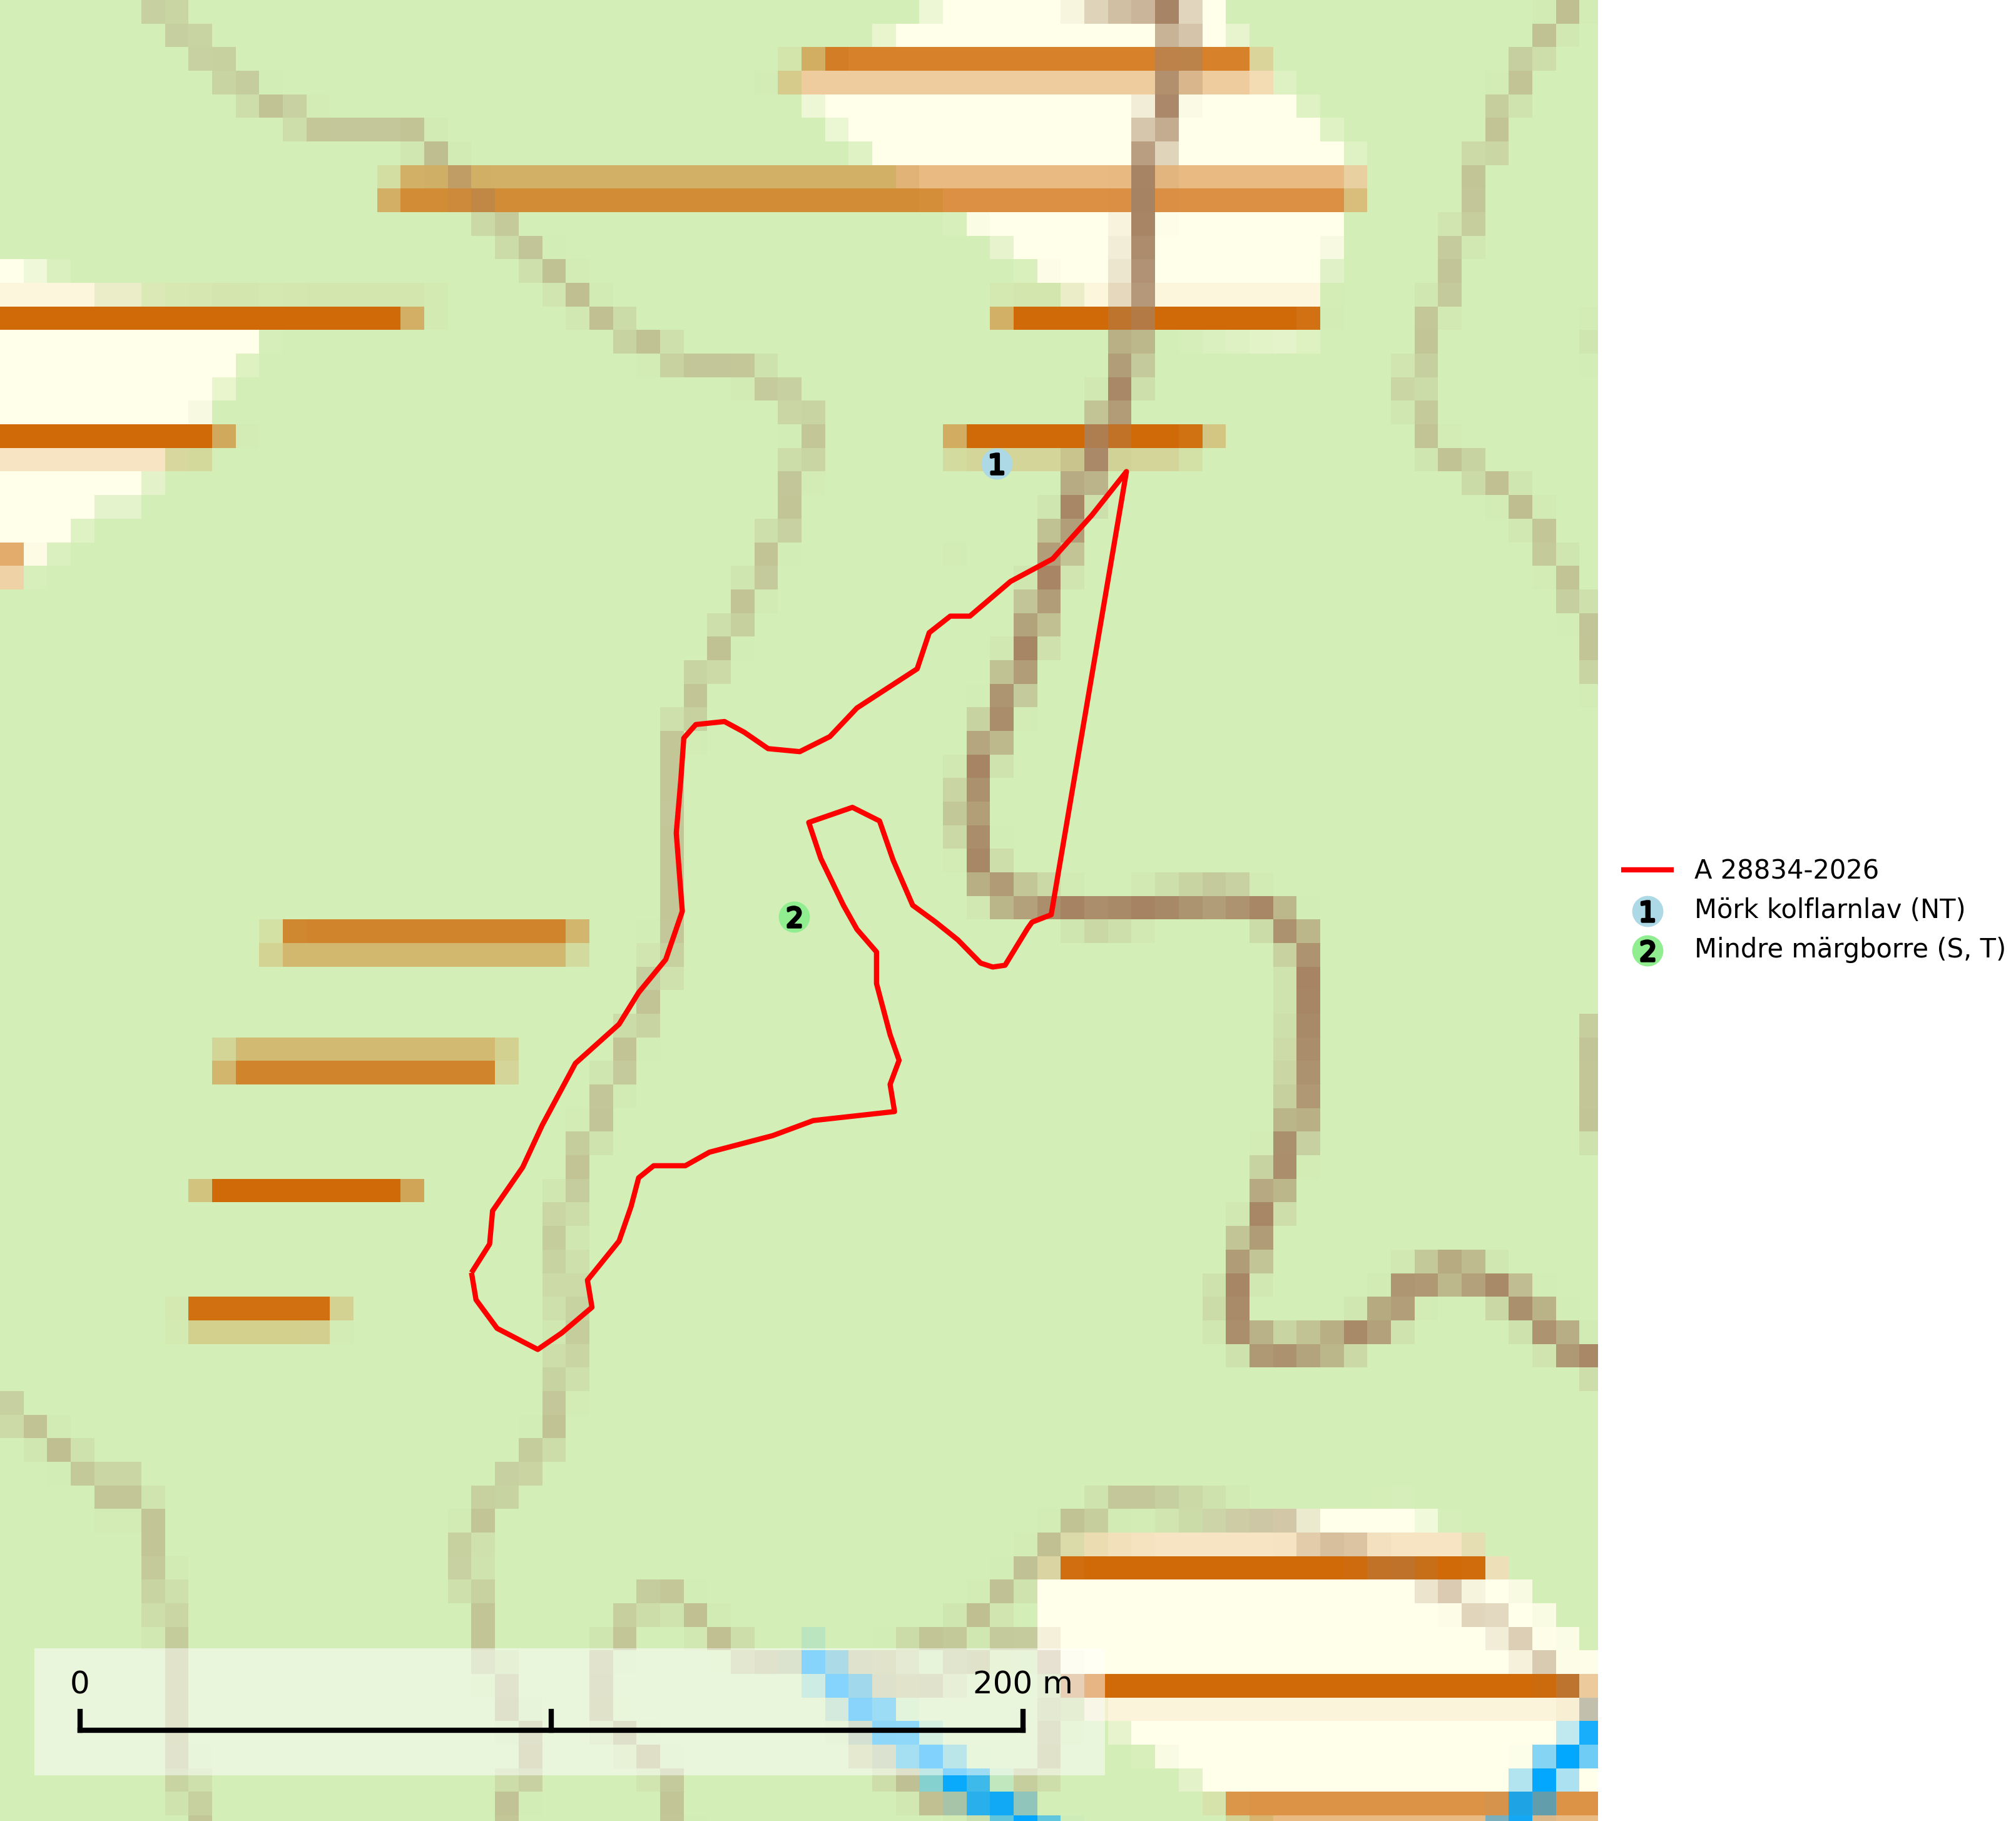 1
2
A 28834-2026
1 Mörk kolflarnlav (NT)
2 Mindre märgborre (S, T)
0 200 m